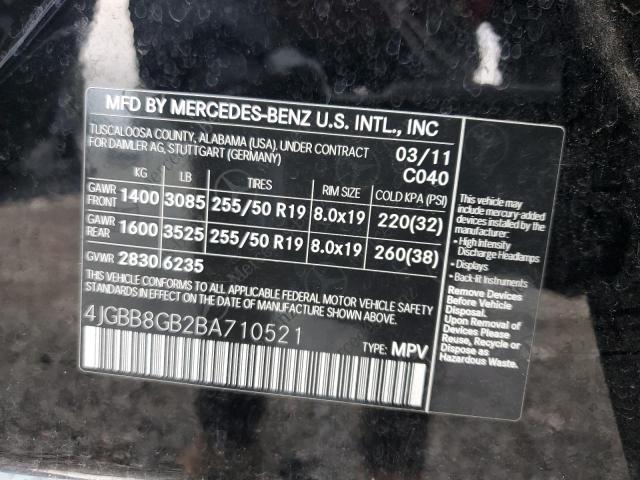 MFD BY MERCEDES-BENZ U.S. INTL., INC
TUSCALOOSA COUNTY, ALABAMA (USA). UNDER CONTRACT
FOR DAIMLER AG, STUTTGART (GERMANY)
03/11
C040
KG LB TIRES RIM SIZE COLD KPA (PSI)
GAWR FRONT 1400 3085 255/50 R19 8.0x19 220(32)
GAWR REAR 1600 3525 255/50 R19 8.0x19 260(38)
GVWR 2830 6235
THIS VEHICLE CONFORMS TO ALL APPLICABLE FEDERAL MOTOR VEHICLE SAFETY
STANDARDS IN EFFECT ON THE DATE OF MANUFACTURE SHOWN ABOVE.
4JGBB8GB2BA710521
TYPE: MPV
This vehicle may
include mercury-added
devices installed by the
manufacturer:
• High Intensity
Discharge Headlamps
• Displays
• Back-lit Instruments
Remove Devices
Before Vehicle
Disposal.
Upon Removal of
Devices Please
Reuse, Recycle or
Dispose as
Hazardous Waste.